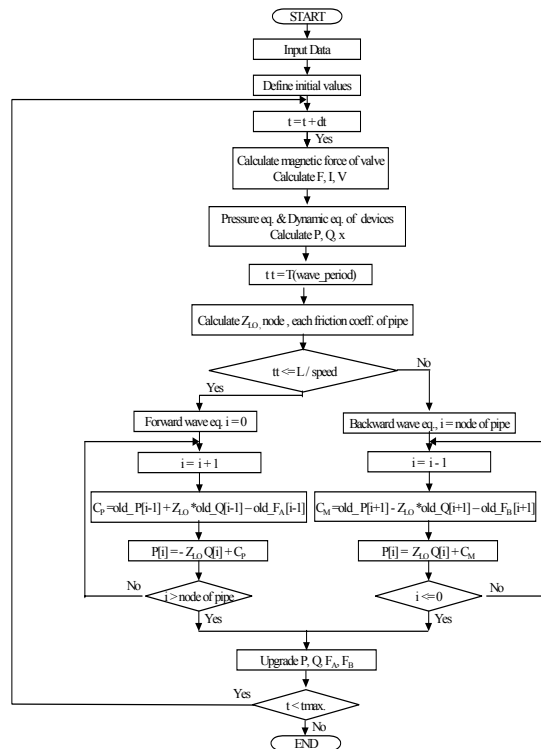 START
Input Data
Define initial values
t = t + dt
Yes
Calculate magnetic force of valve
Calculate F, I, V
Pressure eq. & Dynamic eq. of devices
Calculate P, Q, x
t t = T(wave_period)
Calculate Z_LO, node , each friction coeff. of pipe
tt <= L / speed
No
Yes
Forward wave eq. i = 0
Backward wave eq., i = node of pipe
i = i + 1
i = i - 1
C_P =old_P[i-1] + Z_LO *old_Q[i-1] – old_F_A [i-1]
C_M =old_P[i+1] - Z_LO *old_Q[i+1] – old_F_B [i+1]
P[i] = - Z_LO Q[i] + C_P
P[i] = Z_LO Q[i] + C_M
No
i > node of pipe
i <= 0
No
Yes
Yes
Upgrade P, Q, F_A, F_B
Yes
t < tmax.
No
END